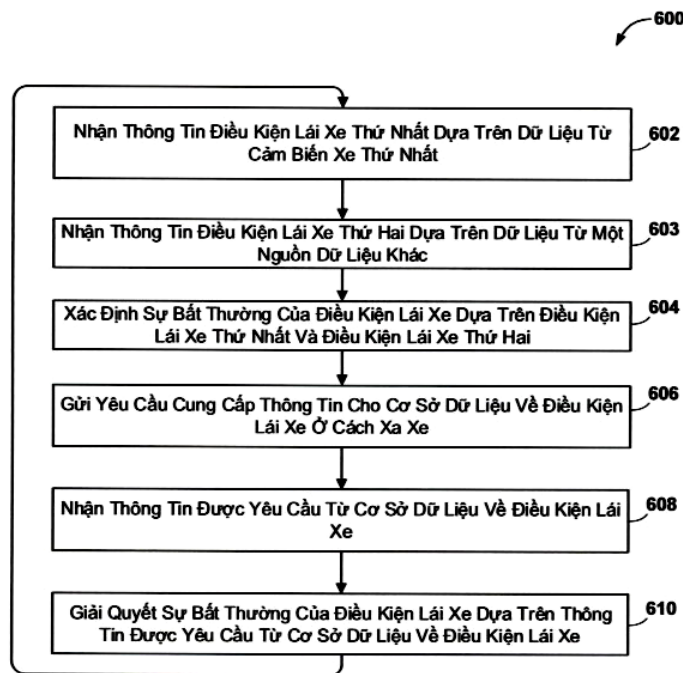 600
Nhận Thông Tin Điều Kiện Lái Xe Thứ Nhất Dựa Trên Dữ Liệu Từ
Cảm Biến Xe Thứ Nhất
602
Nhận Thông Tin Điều Kiện Lái Xe Thứ Hai Dựa Trên Dữ Liệu Từ Một
Nguồn Dữ Liệu Khác
603
Xác Định Sự Bất Thường Của Điều Kiện Lái Xe Dựa Trên Điều Kiện
Lái Xe Thứ Nhất Và Điều Kiện Lái Xe Thứ Hai
604
Gửi Yêu Cầu Cung Cấp Thông Tin Cho Cơ Sở Dữ Liệu Về Điều Kiện
Lái Xe Ở Cách Xa Xe
606
Nhận Thông Tin Được Yêu Cầu Từ Cơ Sở Dữ Liệu Về Điều Kiện Lái
Xe
608
Giải Quyết Sự Bất Thường Của Điều Kiện Lái Xe Dựa Trên Thông
Tin Được Yêu Cầu Từ Cơ Sở Dữ Liệu Về Điều Kiện Lái Xe
610